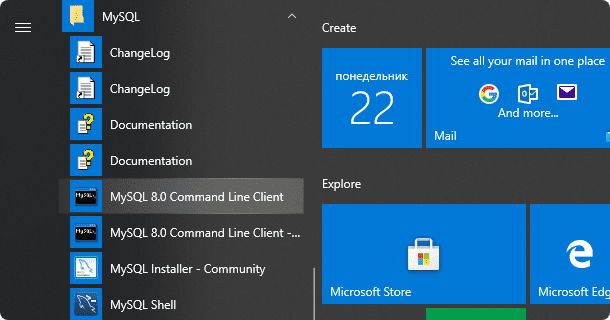 MySQL
ChangeLog
ChangeLog
Documentation
Documentation
MySQL 8.0 Command Line Client
MySQL 8.0 Command Line Client -...
MySQL Installer - Community
MySQL Shell
Create
понедельник
22
See all your mail in one place
And more...
Mail
Explore
Microsoft Store
Microsoft Edg